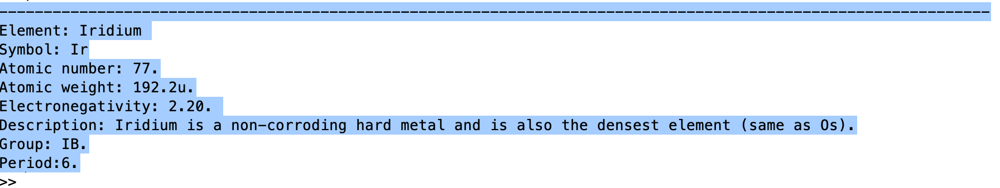 ---------------------------------------------------------------------------------------------------------------
Element: Iridium
Symbol: Ir
Atomic number: 77.
Atomic weight: 192.2u.
Electronegativity: 2.20.
Description: Iridium is a non-corroding hard metal and is also the densest element (same as Os).
Group: IB.
Period:6.
>>